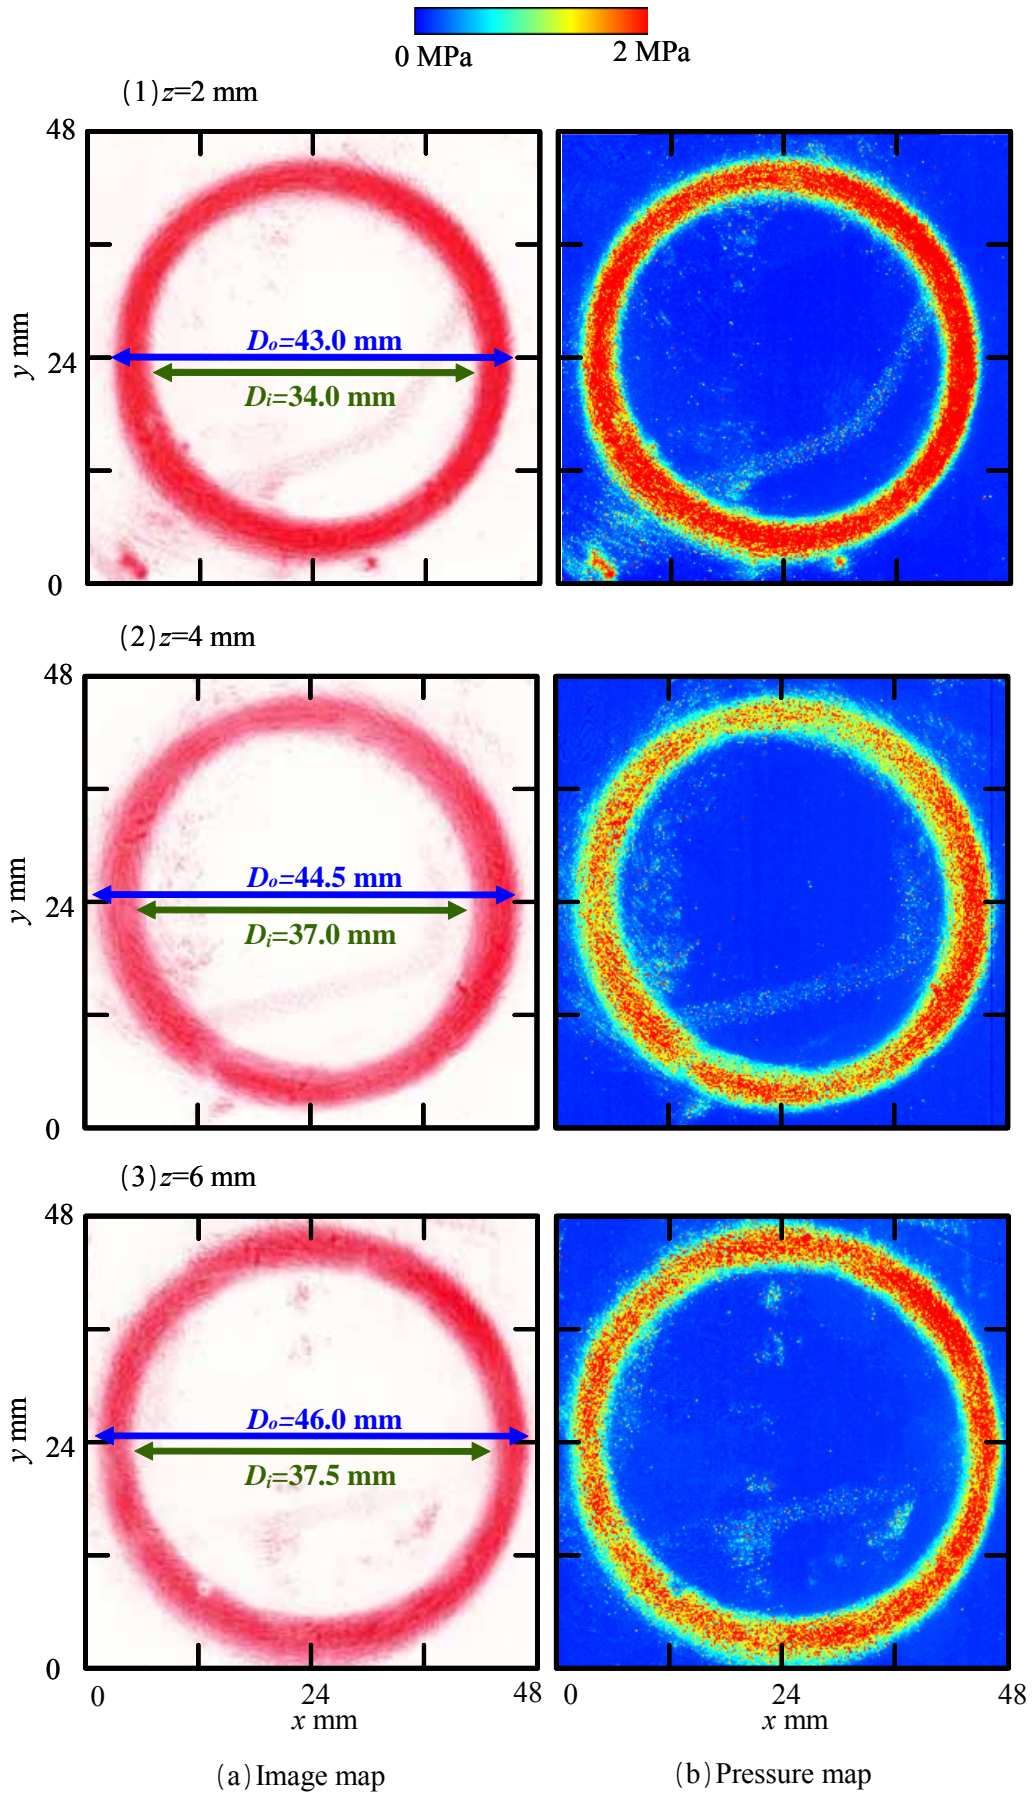 0 MPa 2 MPa
(1) z=2 mm
48
Do=43.0 mm
y mm 24
Di=34.0 mm
0
(2) z=4 mm
48
Do=44.5 mm
y mm 24
Di=37.0 mm
0
(3) z=6 mm
48
Do=46.0 mm
y mm 24
Di=37.5 mm
0
0 24 48 0 24 48
x mm x mm
(a) Image map (b) Pressure map